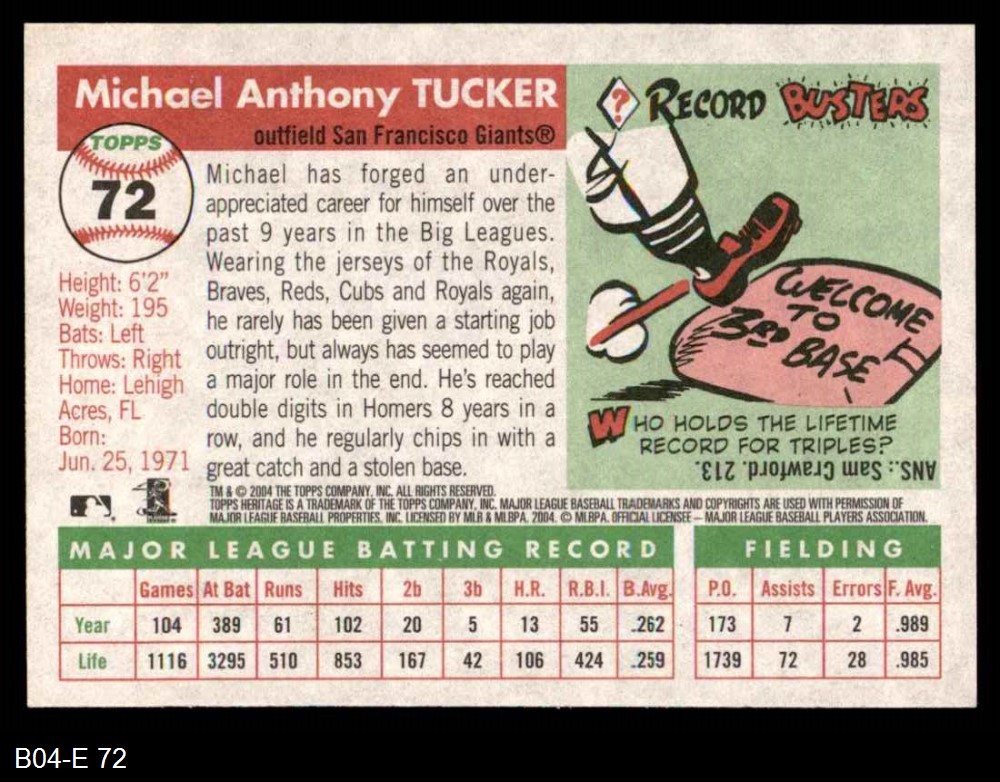 Michael Anthony TUCKER
outfield San Francisco Giants®
TOPPS
72
Height: 6'2"
Weight: 195
Bats: Left
Throws: Right
Home: Lehigh
Acres, FL
Born:
Jun. 25, 1971
Michael has forged an under-
appreciated career for himself over the
past 9 years in the Big Leagues.
Wearing the jerseys of the Royals,
Braves, Reds, Cubs and Royals again,
he rarely has been given a starting job
outright, but always has seemed to play
a major role in the end. He's reached
double digits in Homers 8 years in a
row, and he regularly chips in with a
great catch and a stolen base.
? RECORD BUSTERS
WELCOME
TO
3RD BASE
WHO HOLDS THE LIFETIME
RECORD FOR TRIPLES?
ANS.: Sam Crawford. 213.
TM & © 2004 THE TOPPS COMPANY, INC. ALL RIGHTS RESERVED.
TOPPS HERITAGE IS A TRADEMARK OF THE TOPPS COMPANY, INC. MAJOR LEAGUE BASEBALL TRADEMARKS AND COPYRIGHTS ARE USED WITH PERMISSION OF
MAJOR LEAGUE BASEBALL PROPERTIES, INC. LICENSED BY MLB & MLBPA, 2004. © MLBPA. OFFICIAL LICENSEE – MAJOR LEAGUE BASEBALL PLAYERS ASSOCIATION.
MAJOR LEAGUE BATTING RECORD FIELDING
Games At Bat Runs Hits 2b 3b H.R. R.B.I. B.Avg. P.O. Assists Errors F. Avg.
Year 104 389 61 102 20 5 13 55 .262 173 7 2 .989
Life 1116 3295 510 853 167 42 106 424 .259 1739 72 28 .985
B04-E 72